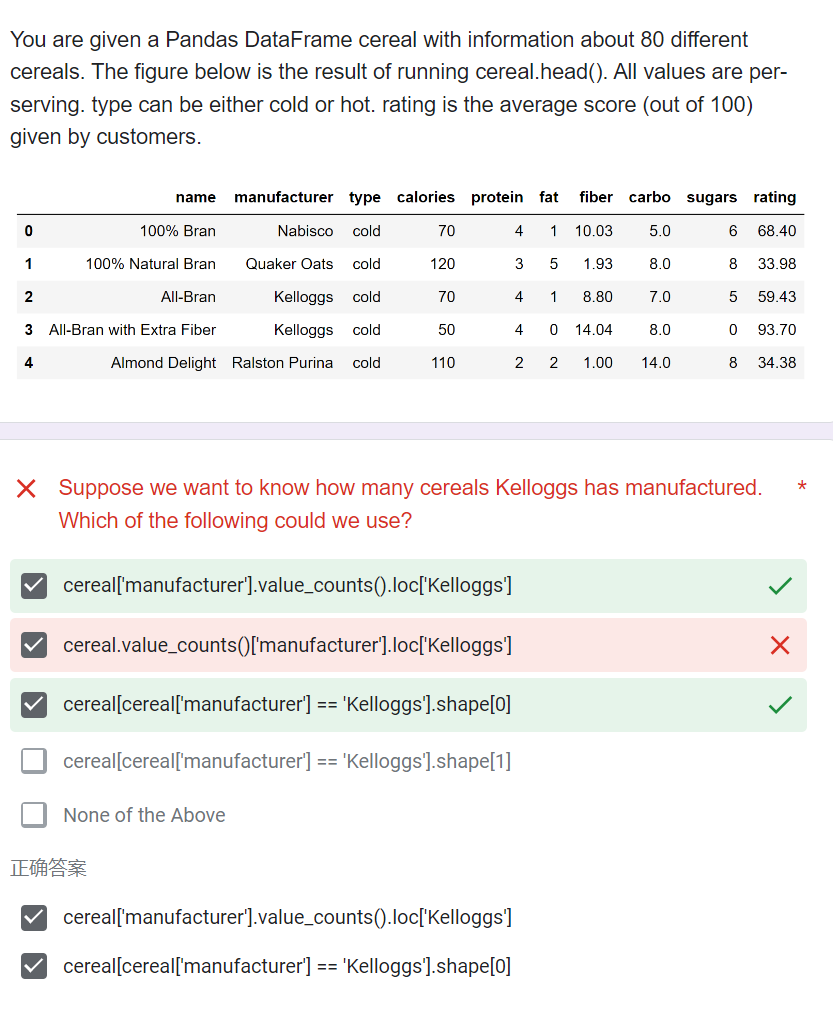 You are given a Pandas DataFrame cereal with information about 80 different
cereals. The figure below is the result of running cereal.head(). All values are per-
serving. type can be either cold or hot. rating is the average score (out of 100)
given by customers.
name manufacturer type calories protein fat fiber carbo sugars rating
0 100% Bran Nabisco cold 70 4 1 10.03 5.0 6 68.40
1 100% Natural Bran Quaker Oats cold 120 3 5 1.93 8.0 8 33.98
2 All-Bran Kelloggs cold 70 4 1 8.80 7.0 5 59.43
3 All-Bran with Extra Fiber Kelloggs cold 50 4 0 14.04 8.0 0 93.70
4 Almond Delight Ralston Purina cold 110 2 2 1.00 14.0 8 34.38
Suppose we want to know how many cereals Kelloggs has manufactured. *
Which of the following could we use?
cereal['manufacturer'].value_counts().loc['Kelloggs']
cereal.value_counts()['manufacturer'].loc['Kelloggs']
cereal[cereal['manufacturer'] == 'Kelloggs'].shape[0]
cereal[cereal['manufacturer'] == 'Kelloggs'].shape[1]
None of the Above
正确答案
cereal['manufacturer'].value_counts().loc['Kelloggs']
cereal[cereal['manufacturer'] == 'Kelloggs'].shape[0]